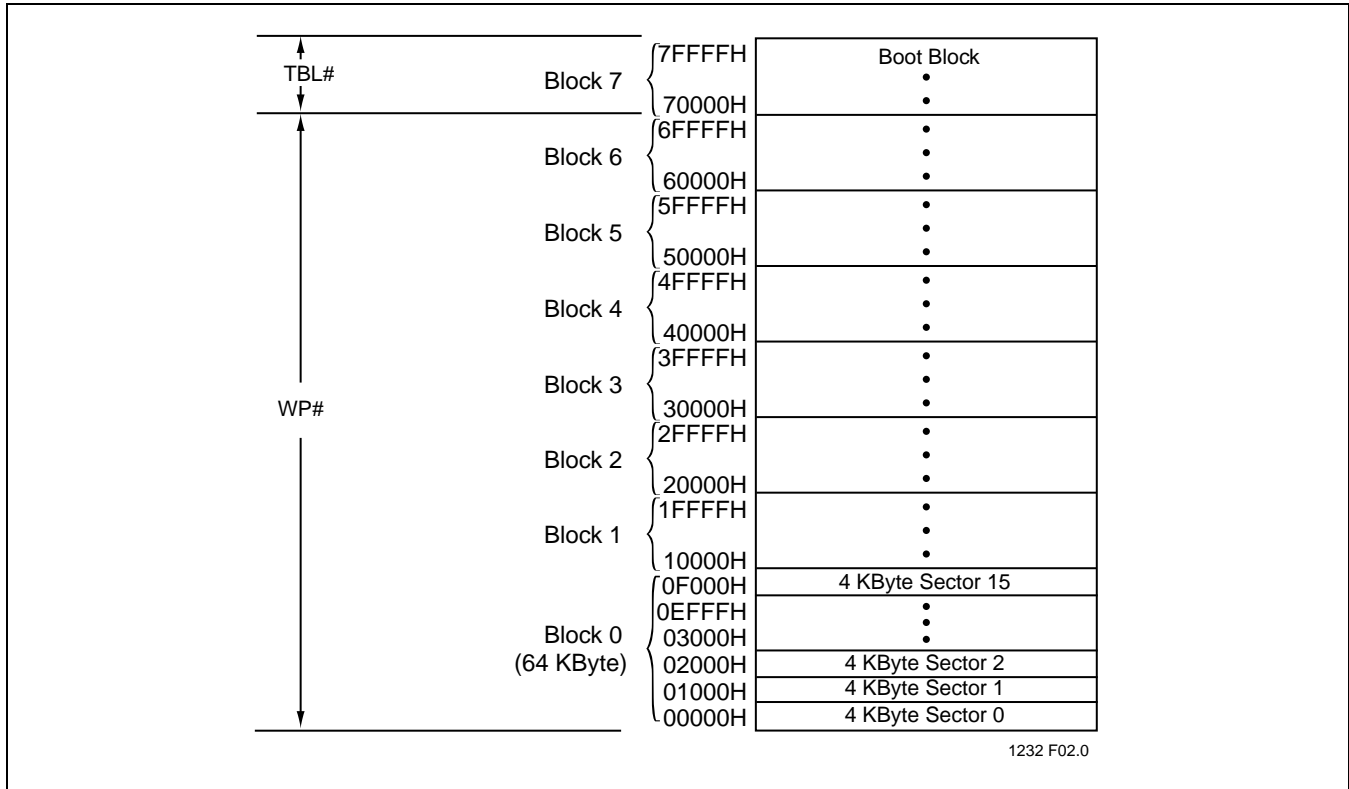 TBL#
WP#
Block 7
7FFFFH
Boot Block
70000H
Block 6
6FFFFH
60000H
Block 5
5FFFFH
50000H
Block 4
4FFFFH
40000H
Block 3
3FFFFH
30000H
Block 2
2FFFFH
20000H
Block 1
1FFFFH
10000H
Block 0
(64 KByte)
0F000H
4 KByte Sector 15
0EFFFH
03000H
02000H
4 KByte Sector 2
01000H
4 KByte Sector 1
00000H
4 KByte Sector 0
1232 F02.0